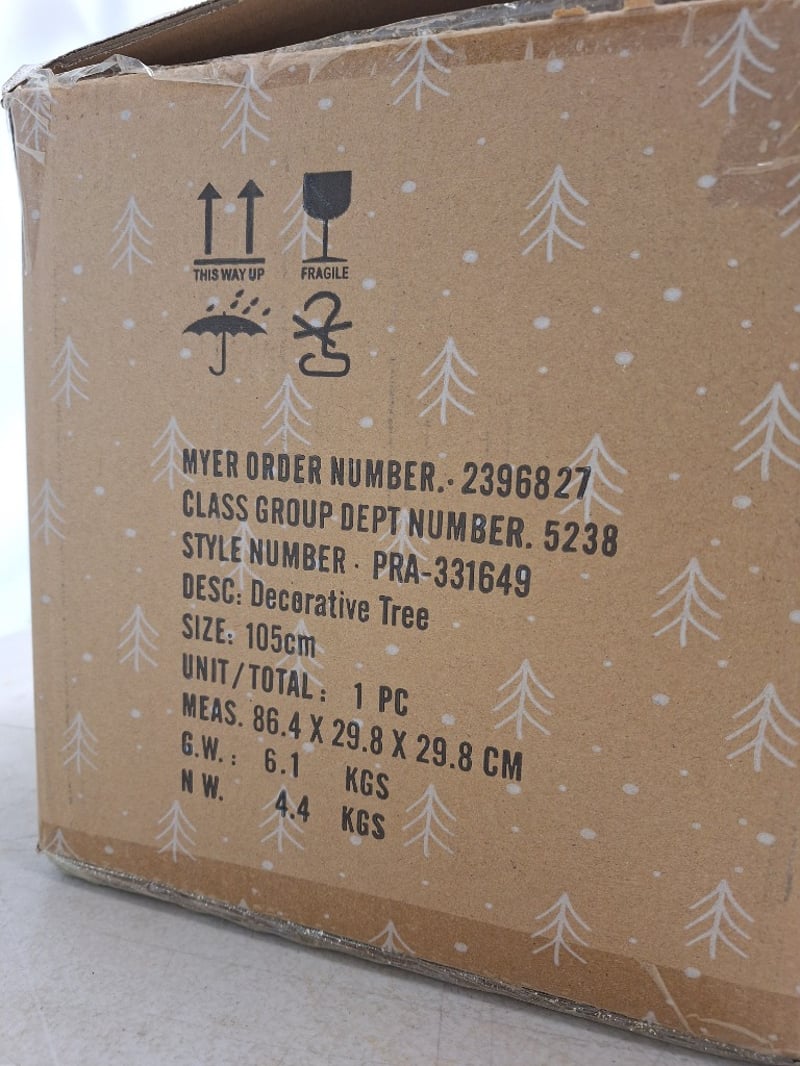 THIS WAY UP
FRAGILE
MYER ORDER NUMBER.· 2396827
CLASS GROUP DEPT NUMBER. 5238
STYLE NUMBER · PRA-331649
DESC: Decorative Tree
SIZE: 105cm
UNIT/TOTAL: 1 PC
MEAS. 86.4 X 29.8 X 29.8 CM
G.W.: 6.1 KGS
N W. 4.4 KGS